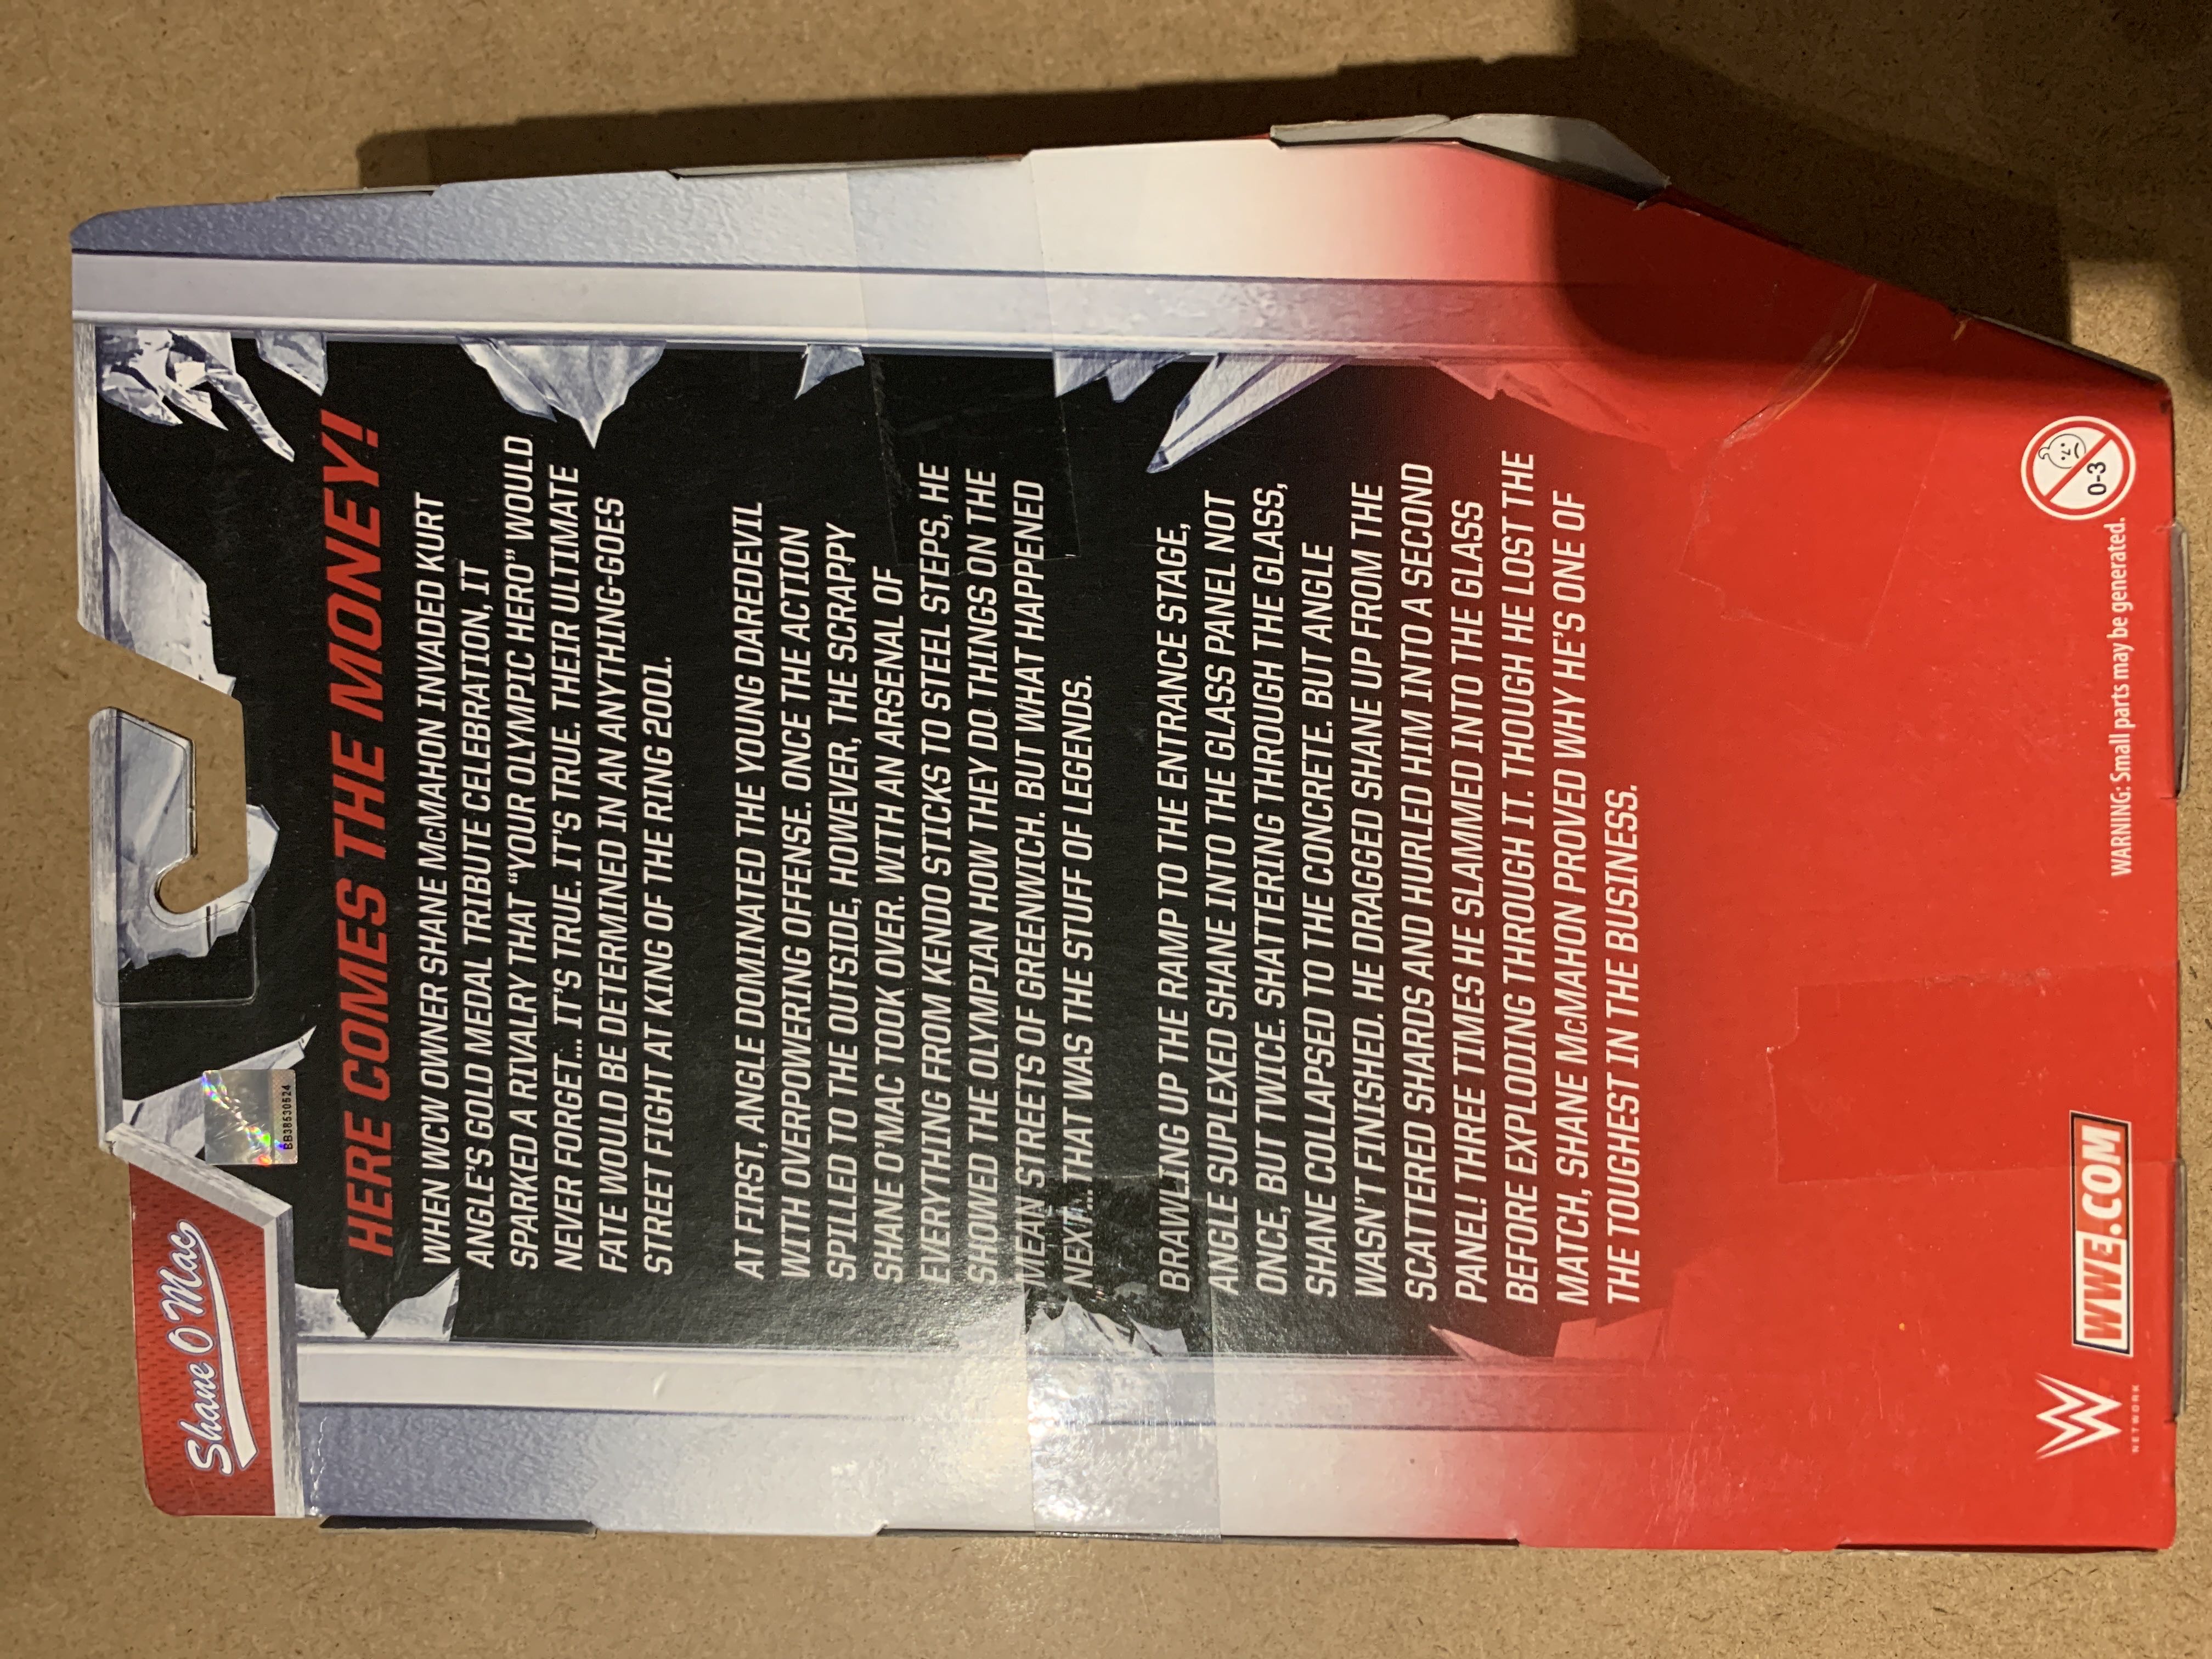 Shane O Mac
BB38530524
HERE COMES THE MONEY!
WHEN WCW OWNER SHANE McMAHON INVADED KURT
ANGLE'S GOLD MEDAL TRIBUTE CELEBRATION, IT
SPARKED A RIVALRY THAT "YOUR OLYMPIC HERO" WOULD
NEVER FORGET... IT'S TRUE. IT'S TRUE. THEIR ULTIMATE
FATE WOULD BE DETERMINED IN AN ANYTHING-GOES
STREET FIGHT AT KING OF THE RING 2001.
AT FIRST, ANGLE DOMINATED THE YOUNG DAREDEVIL
WITH OVERPOWERING OFFENSE. ONCE THE ACTION
SPILLED TO THE OUTSIDE, HOWEVER, THE SCRAPPY
SHANE O'MAC TOOK OVER. WITH AN ARSENAL OF
EVERYTHING FROM KENDO STICKS TO STEEL STEPS, HE
SHOWED THE OLYMPIAN HOW THEY DO THINGS ON THE
MEAN STREETS OF GREENWICH. BUT WHAT HAPPENED
NEXT... THAT WAS THE STUFF OF LEGENDS.
BRAWLING UP THE RAMP TO THE ENTRANCE STAGE,
ANGLE SUPLEXED SHANE INTO THE GLASS PANEL NOT
ONCE, BUT TWICE. SHATTERING THROUGH THE GLASS,
SHANE COLLAPSED TO THE CONCRETE. BUT ANGLE
WASN'T FINISHED. HE DRAGGED SHANE UP FROM THE
SCATTERED SHARDS AND HURLED HIM INTO A SECOND
PANEL! THREE TIMES HE SLAMMED INTO THE GLASS
BEFORE EXPLODING THROUGH IT. THOUGH HE LOST THE
MATCH, SHANE McMAHON PROVED WHY HE'S ONE OF
THE TOUGHEST IN THE BUSINESS.
W
NETWORK
WWE.COM
WARNING: Small parts may be generated.
0-3